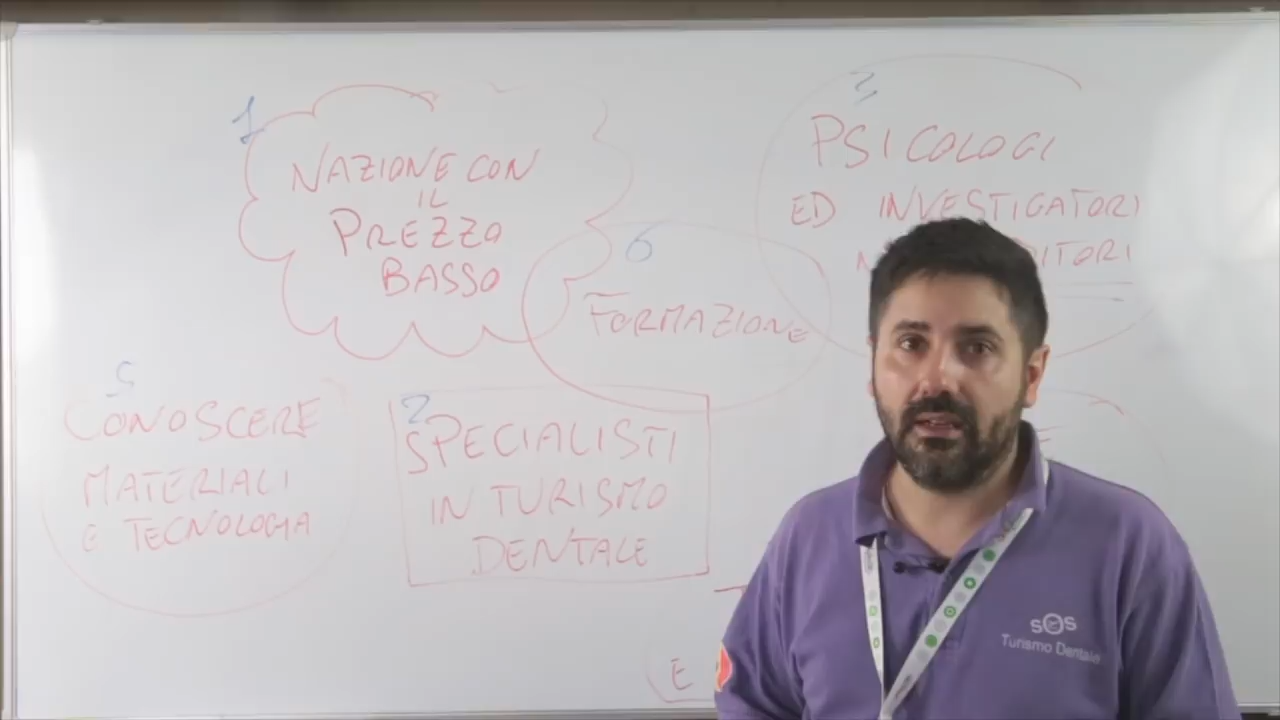 1
NAZIONE CON
IL
PREZZO
BASSO
3
PSICOLOGI
ED INVESTIGATORI
6
FORMAZIONE
5
CONOSCERE
MATERIALI
E TECNOLOGIA
2
SPECIALISTI
IN TURISMO
DENTALE
E
SOS
Turismo Dentale